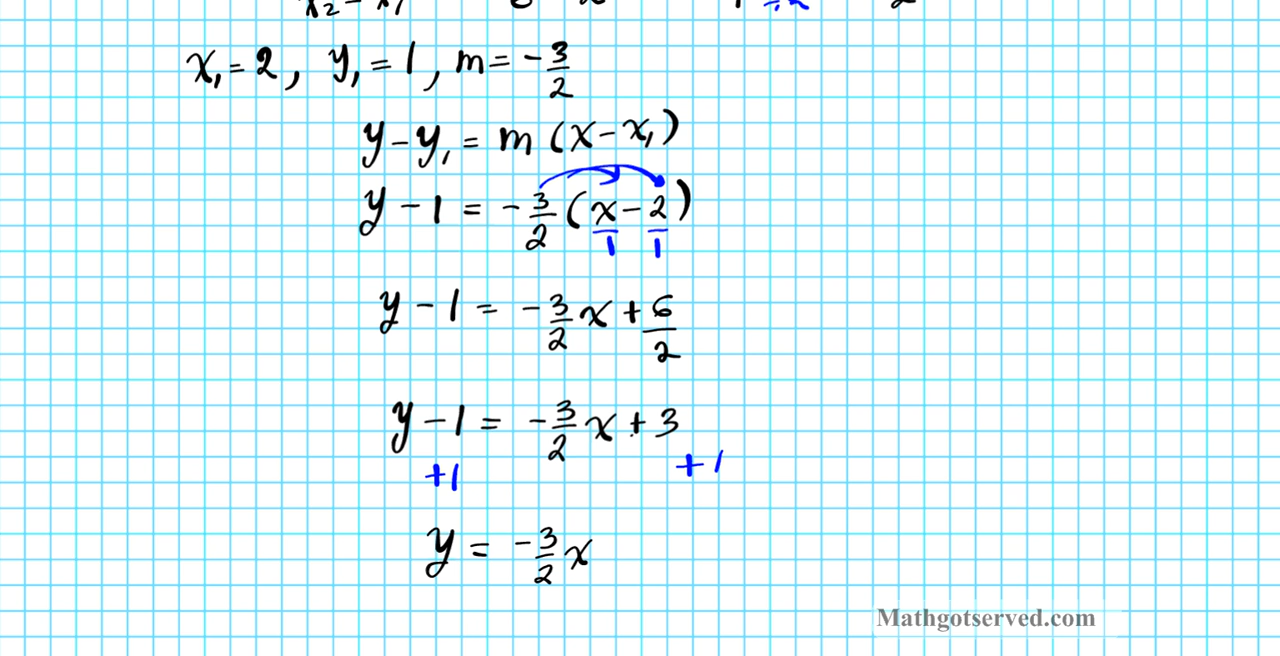 x₁ = 2, y₁ = 1, m = -3/2
y - y₁ = m (x - x₁)
y - 1 = -3/2 (x/1 - 2/1)
y - 1 = -3/2 x + 6/2
y - 1 = -3/2 x + 3
+1 +1
y = -3/2 x
Mathgotserved.com